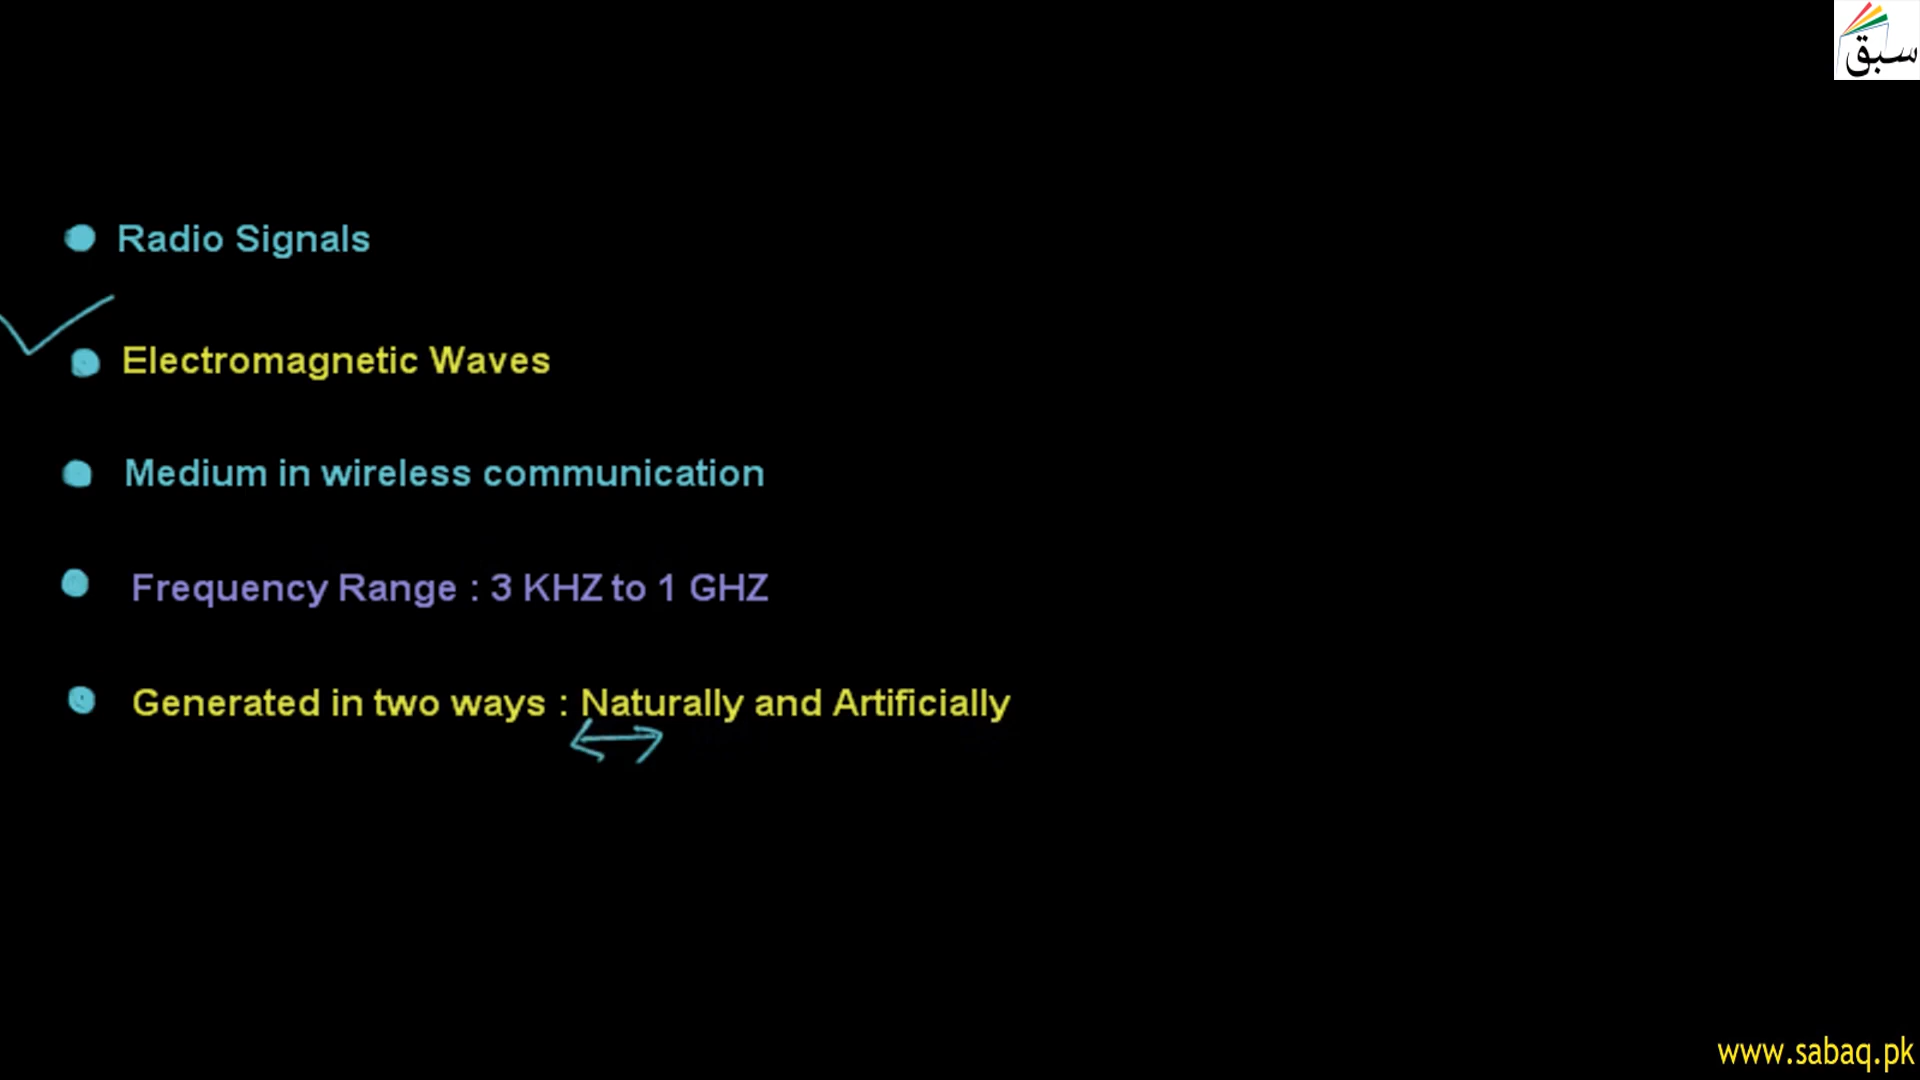 سبق
Radio Signals
Electromagnetic Waves
Medium in wireless communication
Frequency Range : 3 KHZ to 1 GHZ
Generated in two ways : Naturally and Artificially
www.sabaq.pk